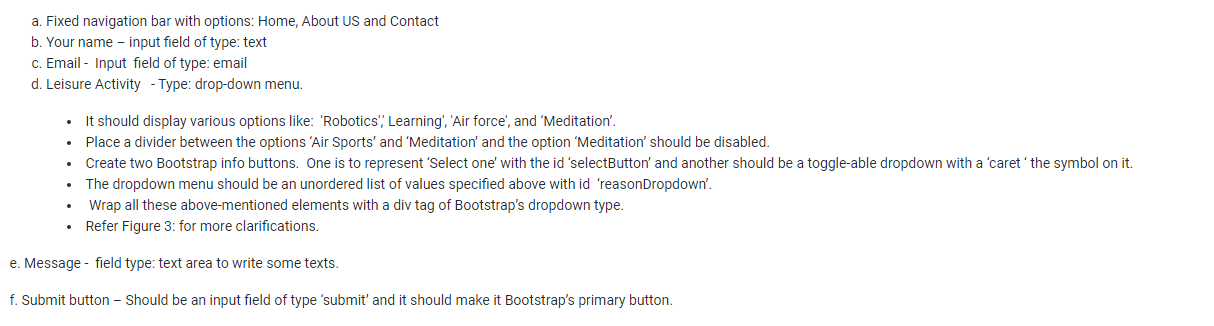 a. Fixed navigation bar with options: Home, About US and Contact
b. Your name – input field of type: text
c. Email - Input field of type: email
d. Leisure Activity - Type: drop-down menu.
• It should display various options like: 'Robotics',' Learning', 'Air force', and ‘Meditation’.
• Place a divider between the options ‘Air Sports’ and ‘Meditation’ and the option ‘Meditation’ should be disabled.
• Create two Bootstrap info buttons. One is to represent ‘Select one’ with the id ‘selectButton’ and another should be a toggle-able dropdown with a ‘caret ‘ the symbol on it.
• The dropdown menu should be an unordered list of values specified above with id ‘reasonDropdown’.
• Wrap all these above-mentioned elements with a div tag of Bootstrap’s dropdown type.
• Refer Figure 3: for more clarifications.
e. Message - field type: text area to write some texts.
f. Submit button – Should be an input field of type ‘submit’ and it should make it Bootstrap’s primary button.